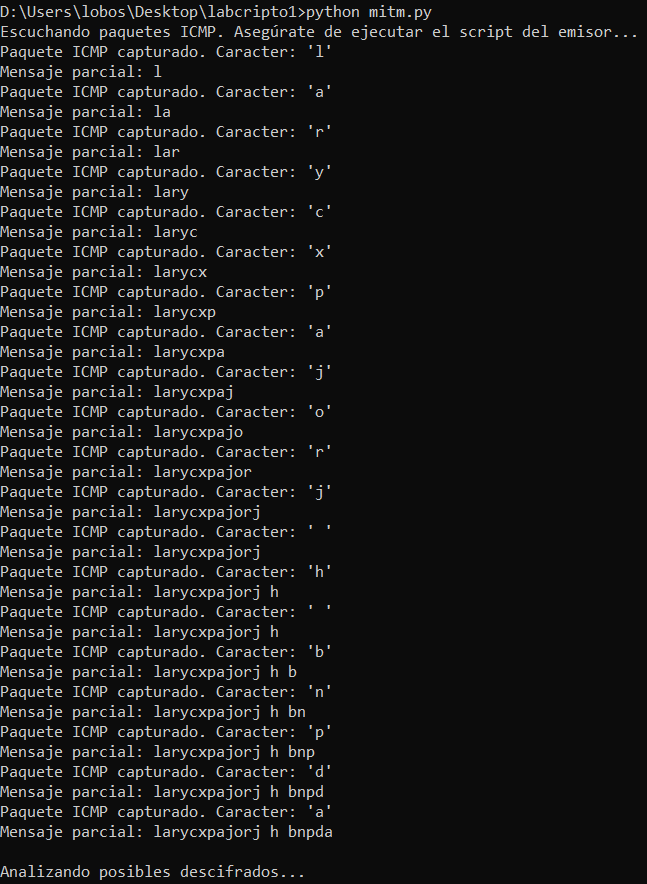 D:\Users\lobos\Desktop\labcripto1>python mitm.py
Escuchando paquetes ICMP. Asegúrate de ejecutar el script del emisor...
Paquete ICMP capturado. Caracter: 'l'
Mensaje parcial: l
Paquete ICMP capturado. Caracter: 'a'
Mensaje parcial: la
Paquete ICMP capturado. Caracter: 'r'
Mensaje parcial: lar
Paquete ICMP capturado. Caracter: 'y'
Mensaje parcial: lary
Paquete ICMP capturado. Caracter: 'c'
Mensaje parcial: laryc
Paquete ICMP capturado. Caracter: 'x'
Mensaje parcial: larycx
Paquete ICMP capturado. Caracter: 'p'
Mensaje parcial: larycxp
Paquete ICMP capturado. Caracter: 'a'
Mensaje parcial: larycxpa
Paquete ICMP capturado. Caracter: 'j'
Mensaje parcial: larycxpaj
Paquete ICMP capturado. Caracter: 'o'
Mensaje parcial: larycxpajo
Paquete ICMP capturado. Caracter: 'r'
Mensaje parcial: larycxpajor
Paquete ICMP capturado. Caracter: 'j'
Mensaje parcial: larycxpajorj
Paquete ICMP capturado. Caracter: ' '
Mensaje parcial: larycxpajorj
Paquete ICMP capturado. Caracter: 'h'
Mensaje parcial: larycxpajorj h
Paquete ICMP capturado. Caracter: ' '
Mensaje parcial: larycxpajorj h
Paquete ICMP capturado. Caracter: 'b'
Mensaje parcial: larycxpajorj h b
Paquete ICMP capturado. Caracter: 'n'
Mensaje parcial: larycxpajorj h bn
Paquete ICMP capturado. Caracter: 'p'
Mensaje parcial: larycxpajorj h bnp
Paquete ICMP capturado. Caracter: 'd'
Mensaje parcial: larycxpajorj h bnpd
Paquete ICMP capturado. Caracter: 'a'
Mensaje parcial: larycxpajorj h bnpda
Analizando posibles descifrados...